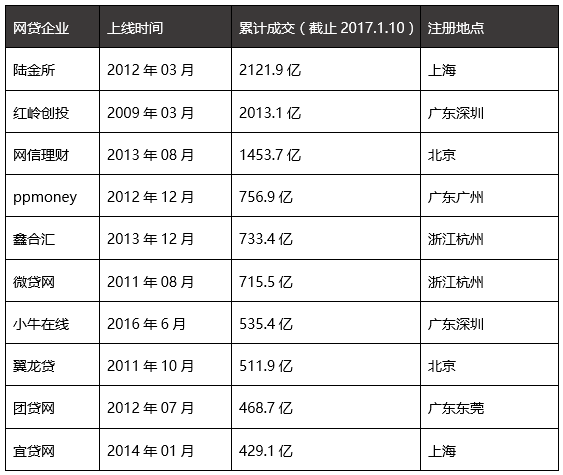 网贷企业 上线时间 累计成交（截止 2017.1.10） 注册地点
陆金所 2012 年 03 月 2121.9 亿 上海
红岭创投 2009 年 03 月 2013.1 亿 广东深圳
网信理财 2013 年 08 月 1453.7 亿 北京
ppmoney 2012 年 12 月 756.9 亿 广东广州
鑫合汇 2013 年 12 月 733.4 亿 浙江杭州
微贷网 2011 年 08 月 715.5 亿 浙江杭州
小牛在线 2016 年 6 月 535.4 亿 广东深圳
翼龙贷 2011 年 10 月 511.9 亿 北京
团贷网 2012 年 07 月 468.7 亿 广东东莞
宜贷网 2014 年 01 月 429.1 亿 上海